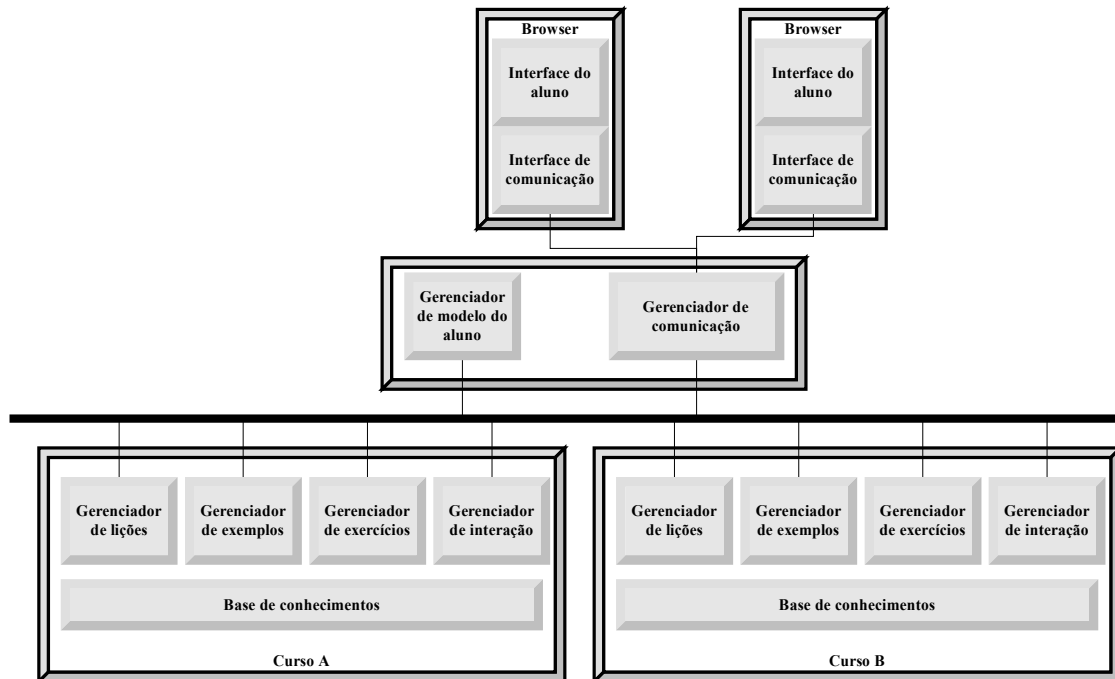 Browser
Interface do
aluno
Interface de
comunicação
Browser
Interface do
aluno
Interface de
comunicação
Gerenciador
de modelo do
aluno
Gerenciador de
comunicação
Gerenciador
de lições
Gerenciador
de exemplos
Gerenciador
de exercícios
Gerenciador
de interação
Base de conhecimentos
Curso A
Gerenciador
de lições
Gerenciador
de exemplos
Gerenciador
de exercícios
Gerenciador
de interação
Base de conhecimentos
Curso B